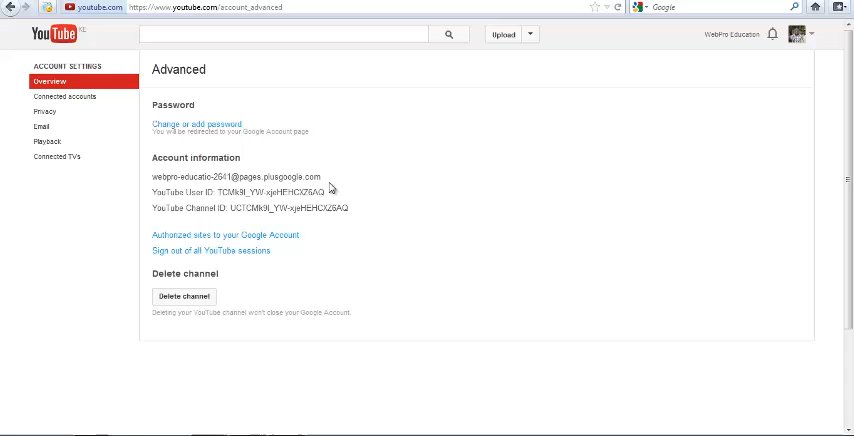 youtube.com https://www.youtube.com/account_advanced Google
YouTube KE Upload WebPro Education
ACCOUNT SETTINGS
Overview
Connected accounts
Privacy
Email
Playback
Connected TVs
Advanced
Password
Change or add password
You will be redirected to your Google Account page
Account information
webpro-educatio-2641@pages.plusgoogle.com
YouTube User ID: TCMk9I_YW-xjeHEHCXZ6AQ
YouTube Channel ID: UCTCMk9I_YW-xjeHEHCXZ6AQ
Authorized sites to your Google Account
Sign out of all YouTube sessions
Delete channel
Delete channel
Deleting your YouTube channel won't close your Google Account.